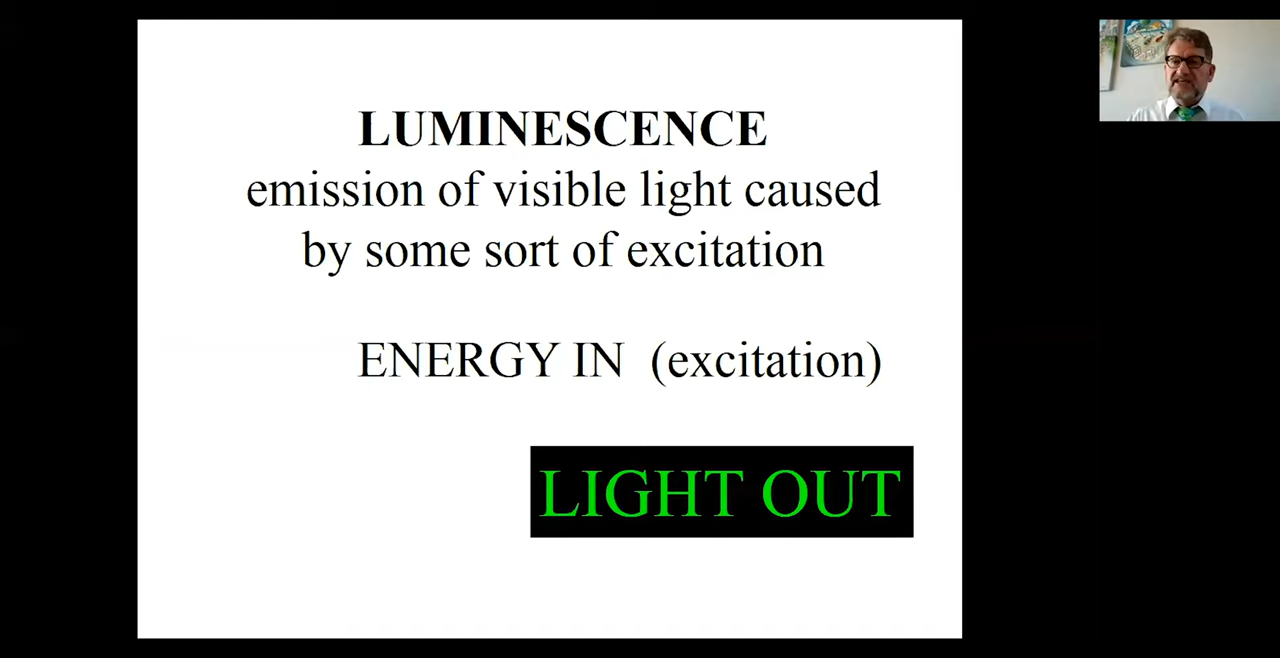 LUMINESCENCE
emission of visible light caused
by some sort of excitation
ENERGY IN (excitation)
LIGHT OUT